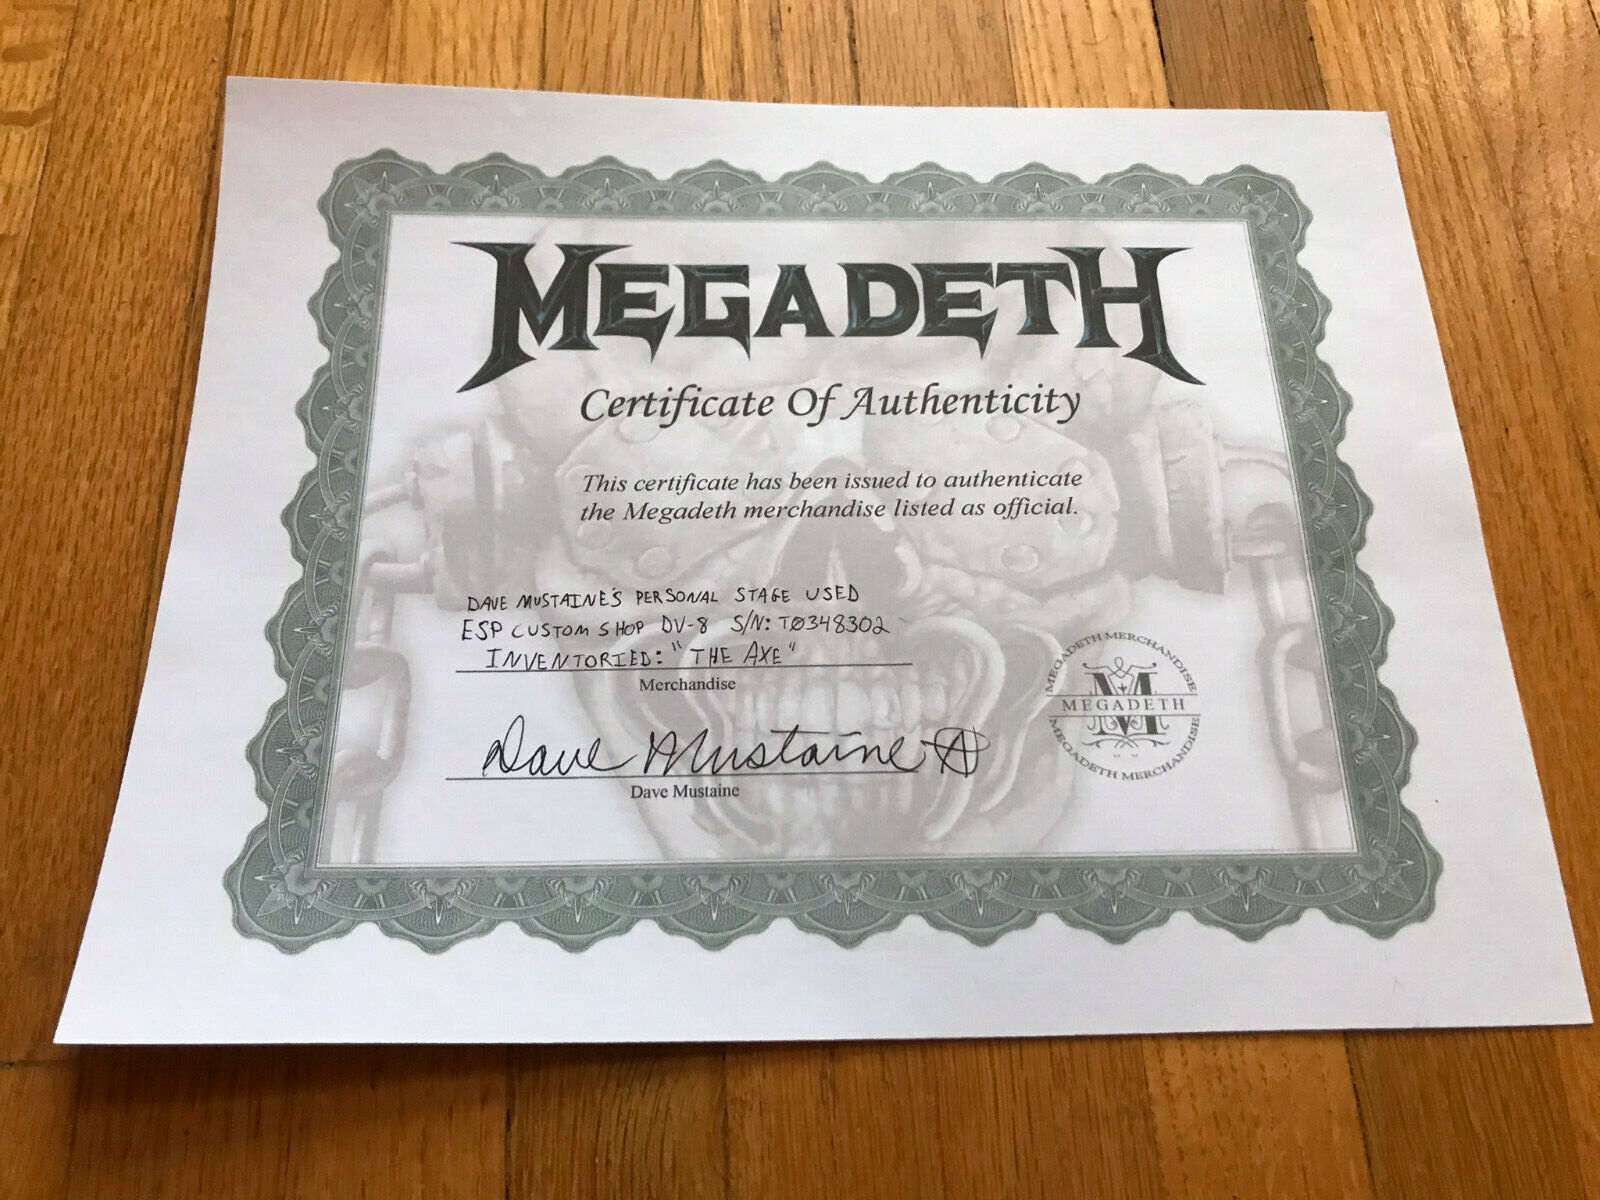 MEGADETH
Certificate Of Authenticity
This certificate has been issued to authenticate
the Megadeth merchandise listed as official.
DAVE MUSTAINE'S PERSONAL STAGE USED
ESP CUSTOM SHOP DV-8 S/N: T0348302
INVENTORIED: "THE AXE"
Merchandise
Dave Mustaine
Dave Mustaine
MEGADETH MERCHANDISE
M
MEGADETH
MEGADETH MERCHANDISE